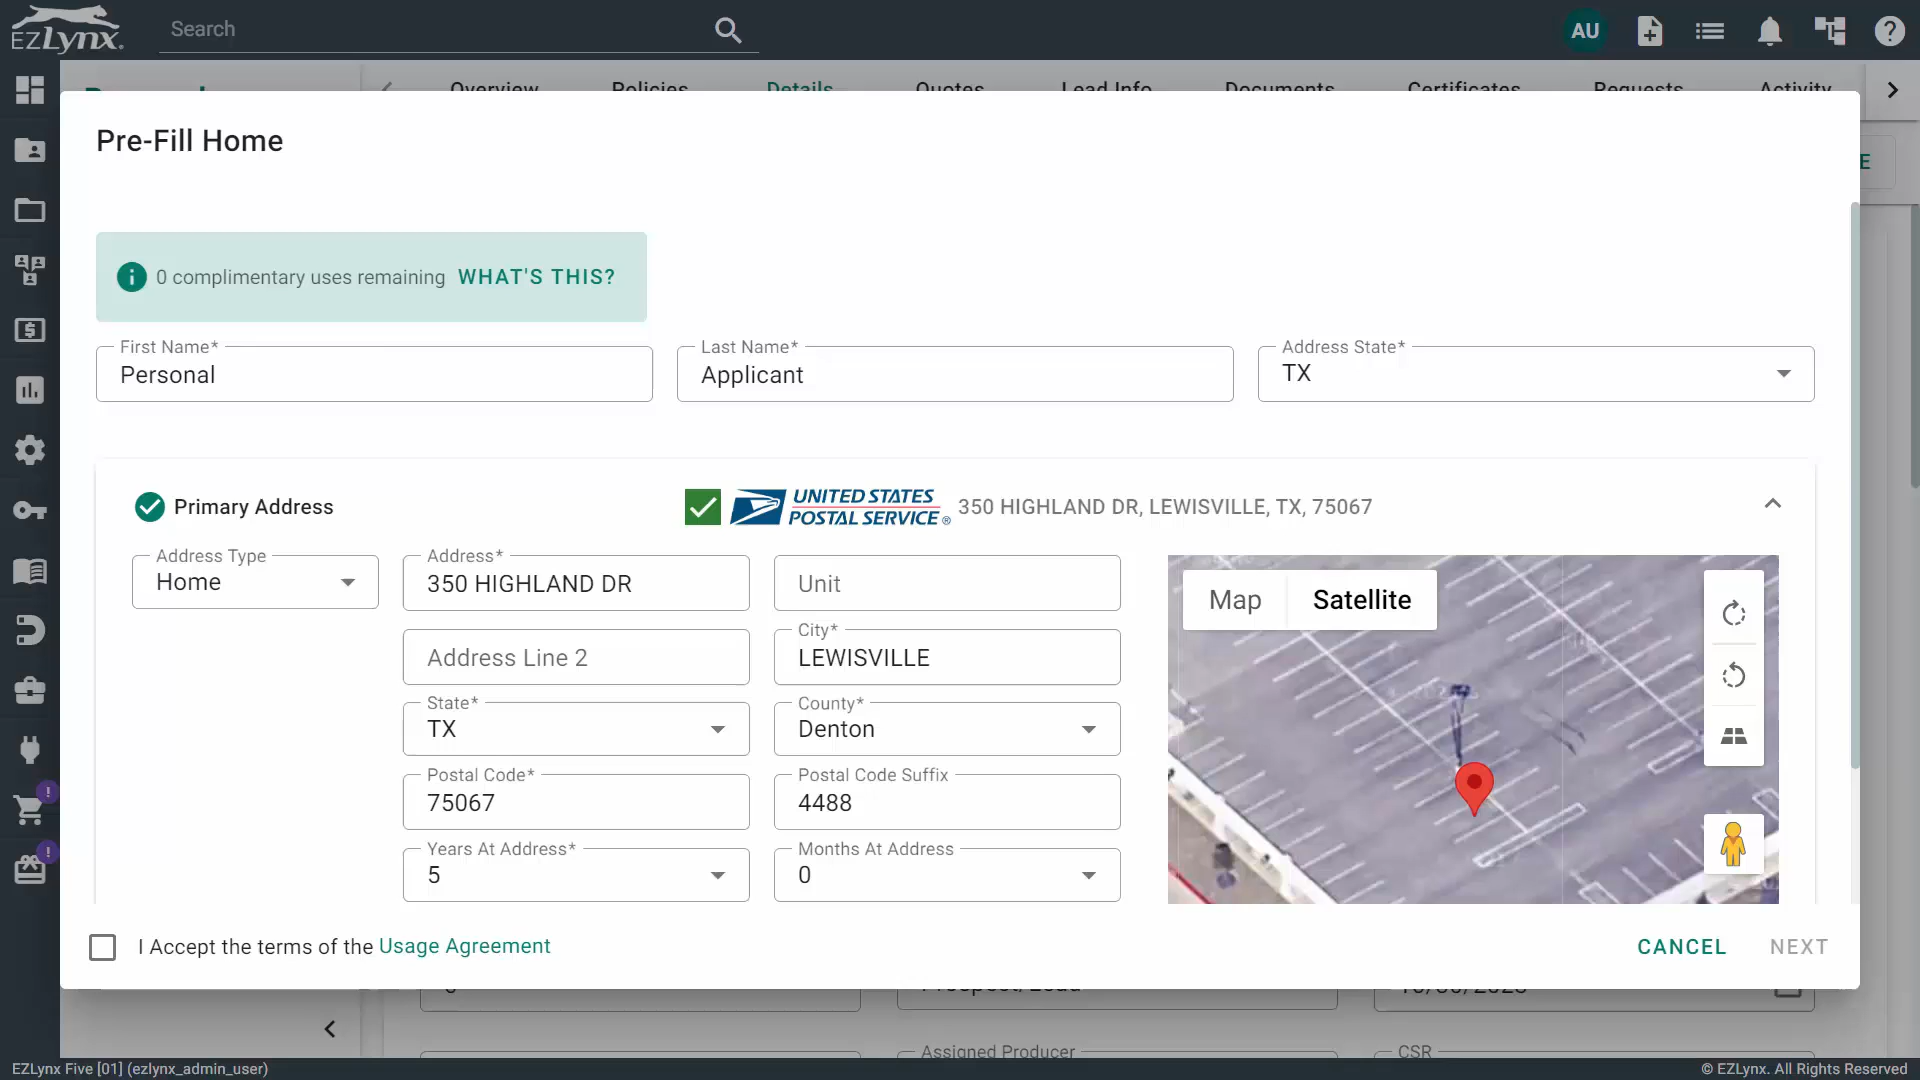 EZLynx
Search
AU
Overview Policies Details Quotes Lead Info Documents Certificates Requests Activity
Pre-Fill Home
E
0 complimentary uses remaining WHAT'S THIS?
First Name* Last Name* Address State*
Personal Applicant TX
Primary Address
UNITED STATES
POSTAL SERVICE®
350 HIGHLAND DR, LEWISVILLE, TX, 75067
Address Type Address*
Home 350 HIGHLAND DR Unit
Map Satellite
City*
Address Line 2 LEWISVILLE
State* County*
TX Denton
Postal Code* Postal Code Suffix
75067 4488
Years At Address* Months At Address
5 0
I Accept the terms of the Usage Agreement
CANCEL NEXT
Assigned Producer CSR
EZLynx Five [01] (ezlynx_admin_user) © EZLynx. All Rights Reserved